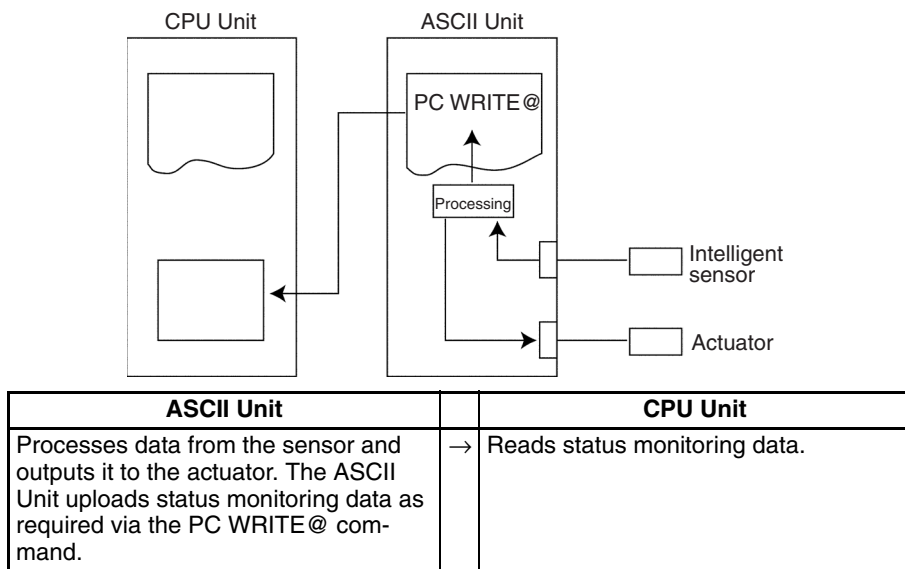 CPU Unit
ASCII Unit
PC WRITE@
Processing
Intelligent
sensor
Actuator
ASCII Unit
CPU Unit
Processes data from the sensor and
outputs it to the actuator. The ASCII
Unit uploads status monitoring data as
required via the PC WRITE@ com-
mand.
→
Reads status monitoring data.